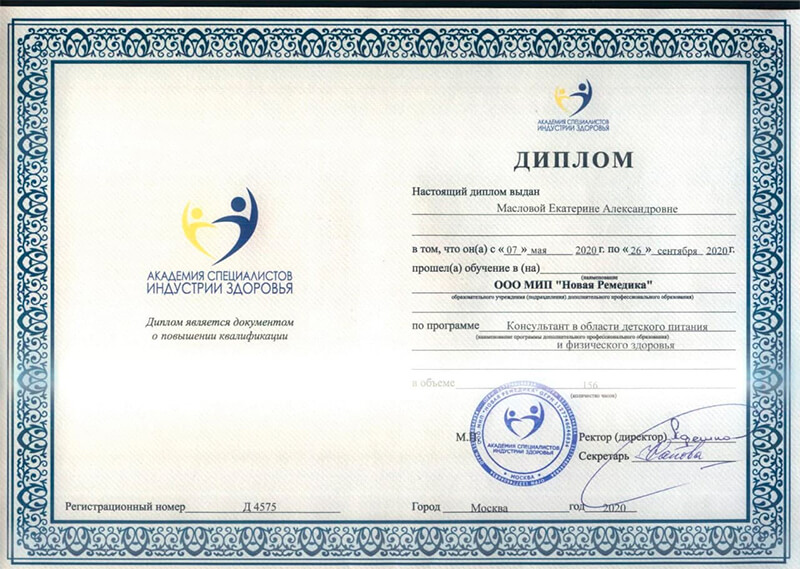 АКАДЕМИЯ СПЕЦИАЛИСТОВ
ИНДУСТРИИ ЗДОРОВЬЯ
Диплом является документом
о повышении квалификации
Регистрационный номер Д 4575
АКАДЕМИЯ СПЕЦИАЛИСТОВ
ИНДУСТРИИ ЗДОРОВЬЯ
ДИПЛОМ
Настоящий диплом выдан
Масловой Екатерине Александровне
в том, что он(а) с «07» мая 2020 г. по «26» сентября 2020 г.
прошел(а) обучение в (на)
(наименование)
ООО МИП "Новая Ремедика"
образовательного учреждения (подразделения) дополнительного профессионального образования)
по программе Консультант в области детского питания
(наименование программы дополнительного профессионального образования)
и физического здоровья
в объеме 156
(количество часов)
М.П.
АКАДЕМИЯ СПЕЦИАЛИСТОВ
ИНДУСТРИИ ЗДОРОВЬЯ
МОСКВА
Ректор (директор)
Секретарь
Город Москва год 2020